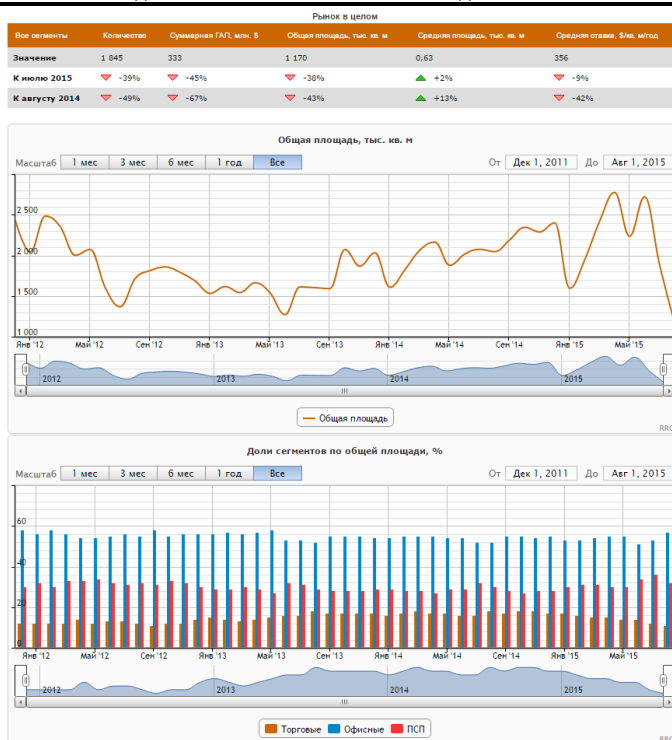 Рынок в целом
Все сегменты Количество Суммарная ГАП, млн. $ Общая площадь, тыс. кв. м Средняя площадь, тыс. кв. м Средняя ставка, $/кв. м/год
Значение 1 845 333 1 170 0,63 356
К июлю 2015 -39% -45% -38% +2% -9%
К августу 2014 -49% -67% -43% +13% -42%
Общая площадь, тыс. кв. м
Масштаб 1 мес 3 мес 6 мес 1 год Все От Дек 1, 2011 До Авг 1, 2015
2 500
2 000
1 500
1 000
Янв '12 Май '12 Сен '12 Янв '13 Май '13 Сен '13 Янв '14 Май '14 Сен '14 Янв '15 Май '15
2012 2013 2014 2015
Общая площадь
RRG
Доли сегментов по общей площади, %
Масштаб 1 мес 3 мес 6 мес 1 год Все От Дек 1, 2011 До Авг 1, 2015
60
40
20
0
Янв '12 Май '12 Сен '12 Янв '13 Май '13 Сен '13 Янв '14 Май '14 Сен '14 Янв '15 Май '15
2012 2013 2014 2015
Торговые Офисные ПСП